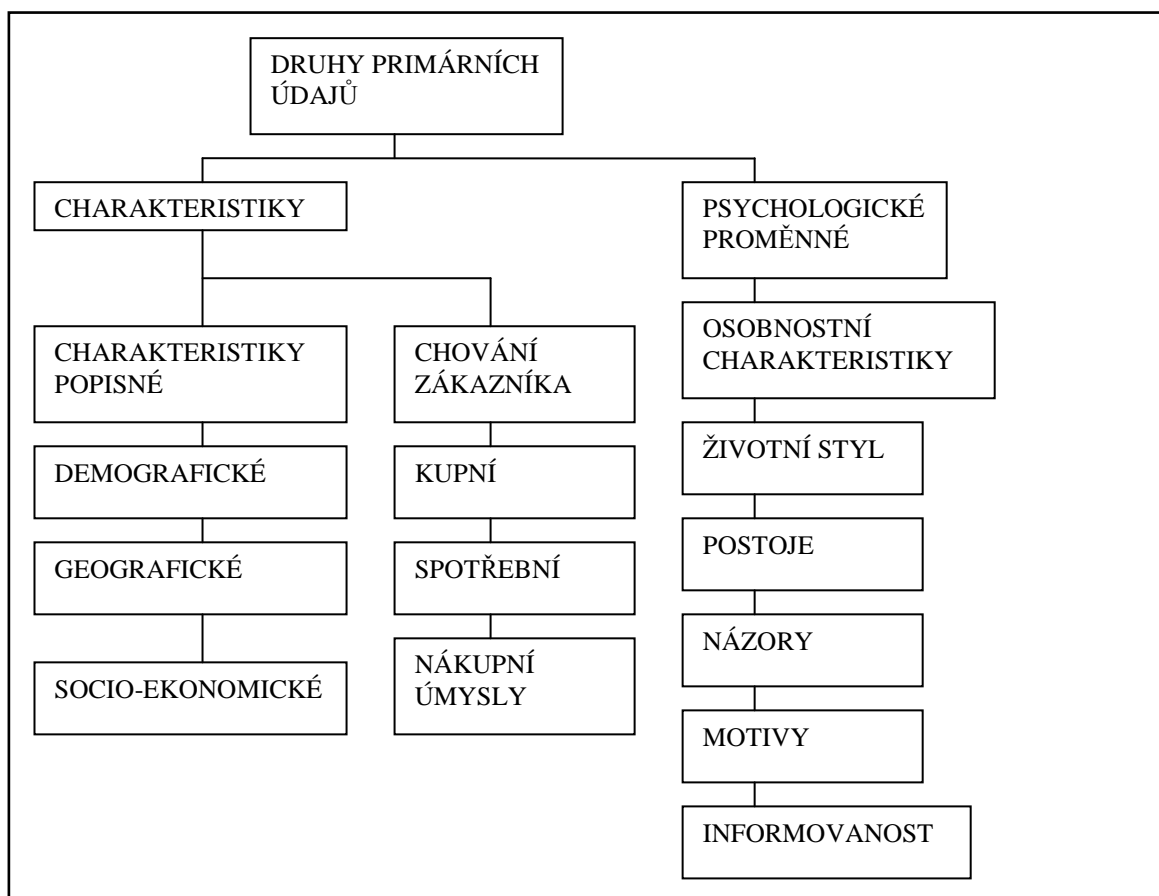 DRUHY PRIMÁRNÍCH
ÚDAJŮ
CHARAKTERISTIKY
CHARAKTERISTIKY
POPISNÉ
DEMOGRAFICKÉ
GEOGRAFICKÉ
SOCIO-EKONOMICKÉ
CHOVÁNÍ
ZÁKAZNÍKA
KUPNÍ
SPOTŘEBNÍ
NÁKUPNÍ
ÚMYSLY
PSYCHOLOGICKÉ
PROMĚNNÉ
OSOBNOSTNÍ
CHARAKTERISTIKY
ŽIVOTNÍ STYL
POSTOJE
NÁZORY
MOTIVY
INFORMOVANOST